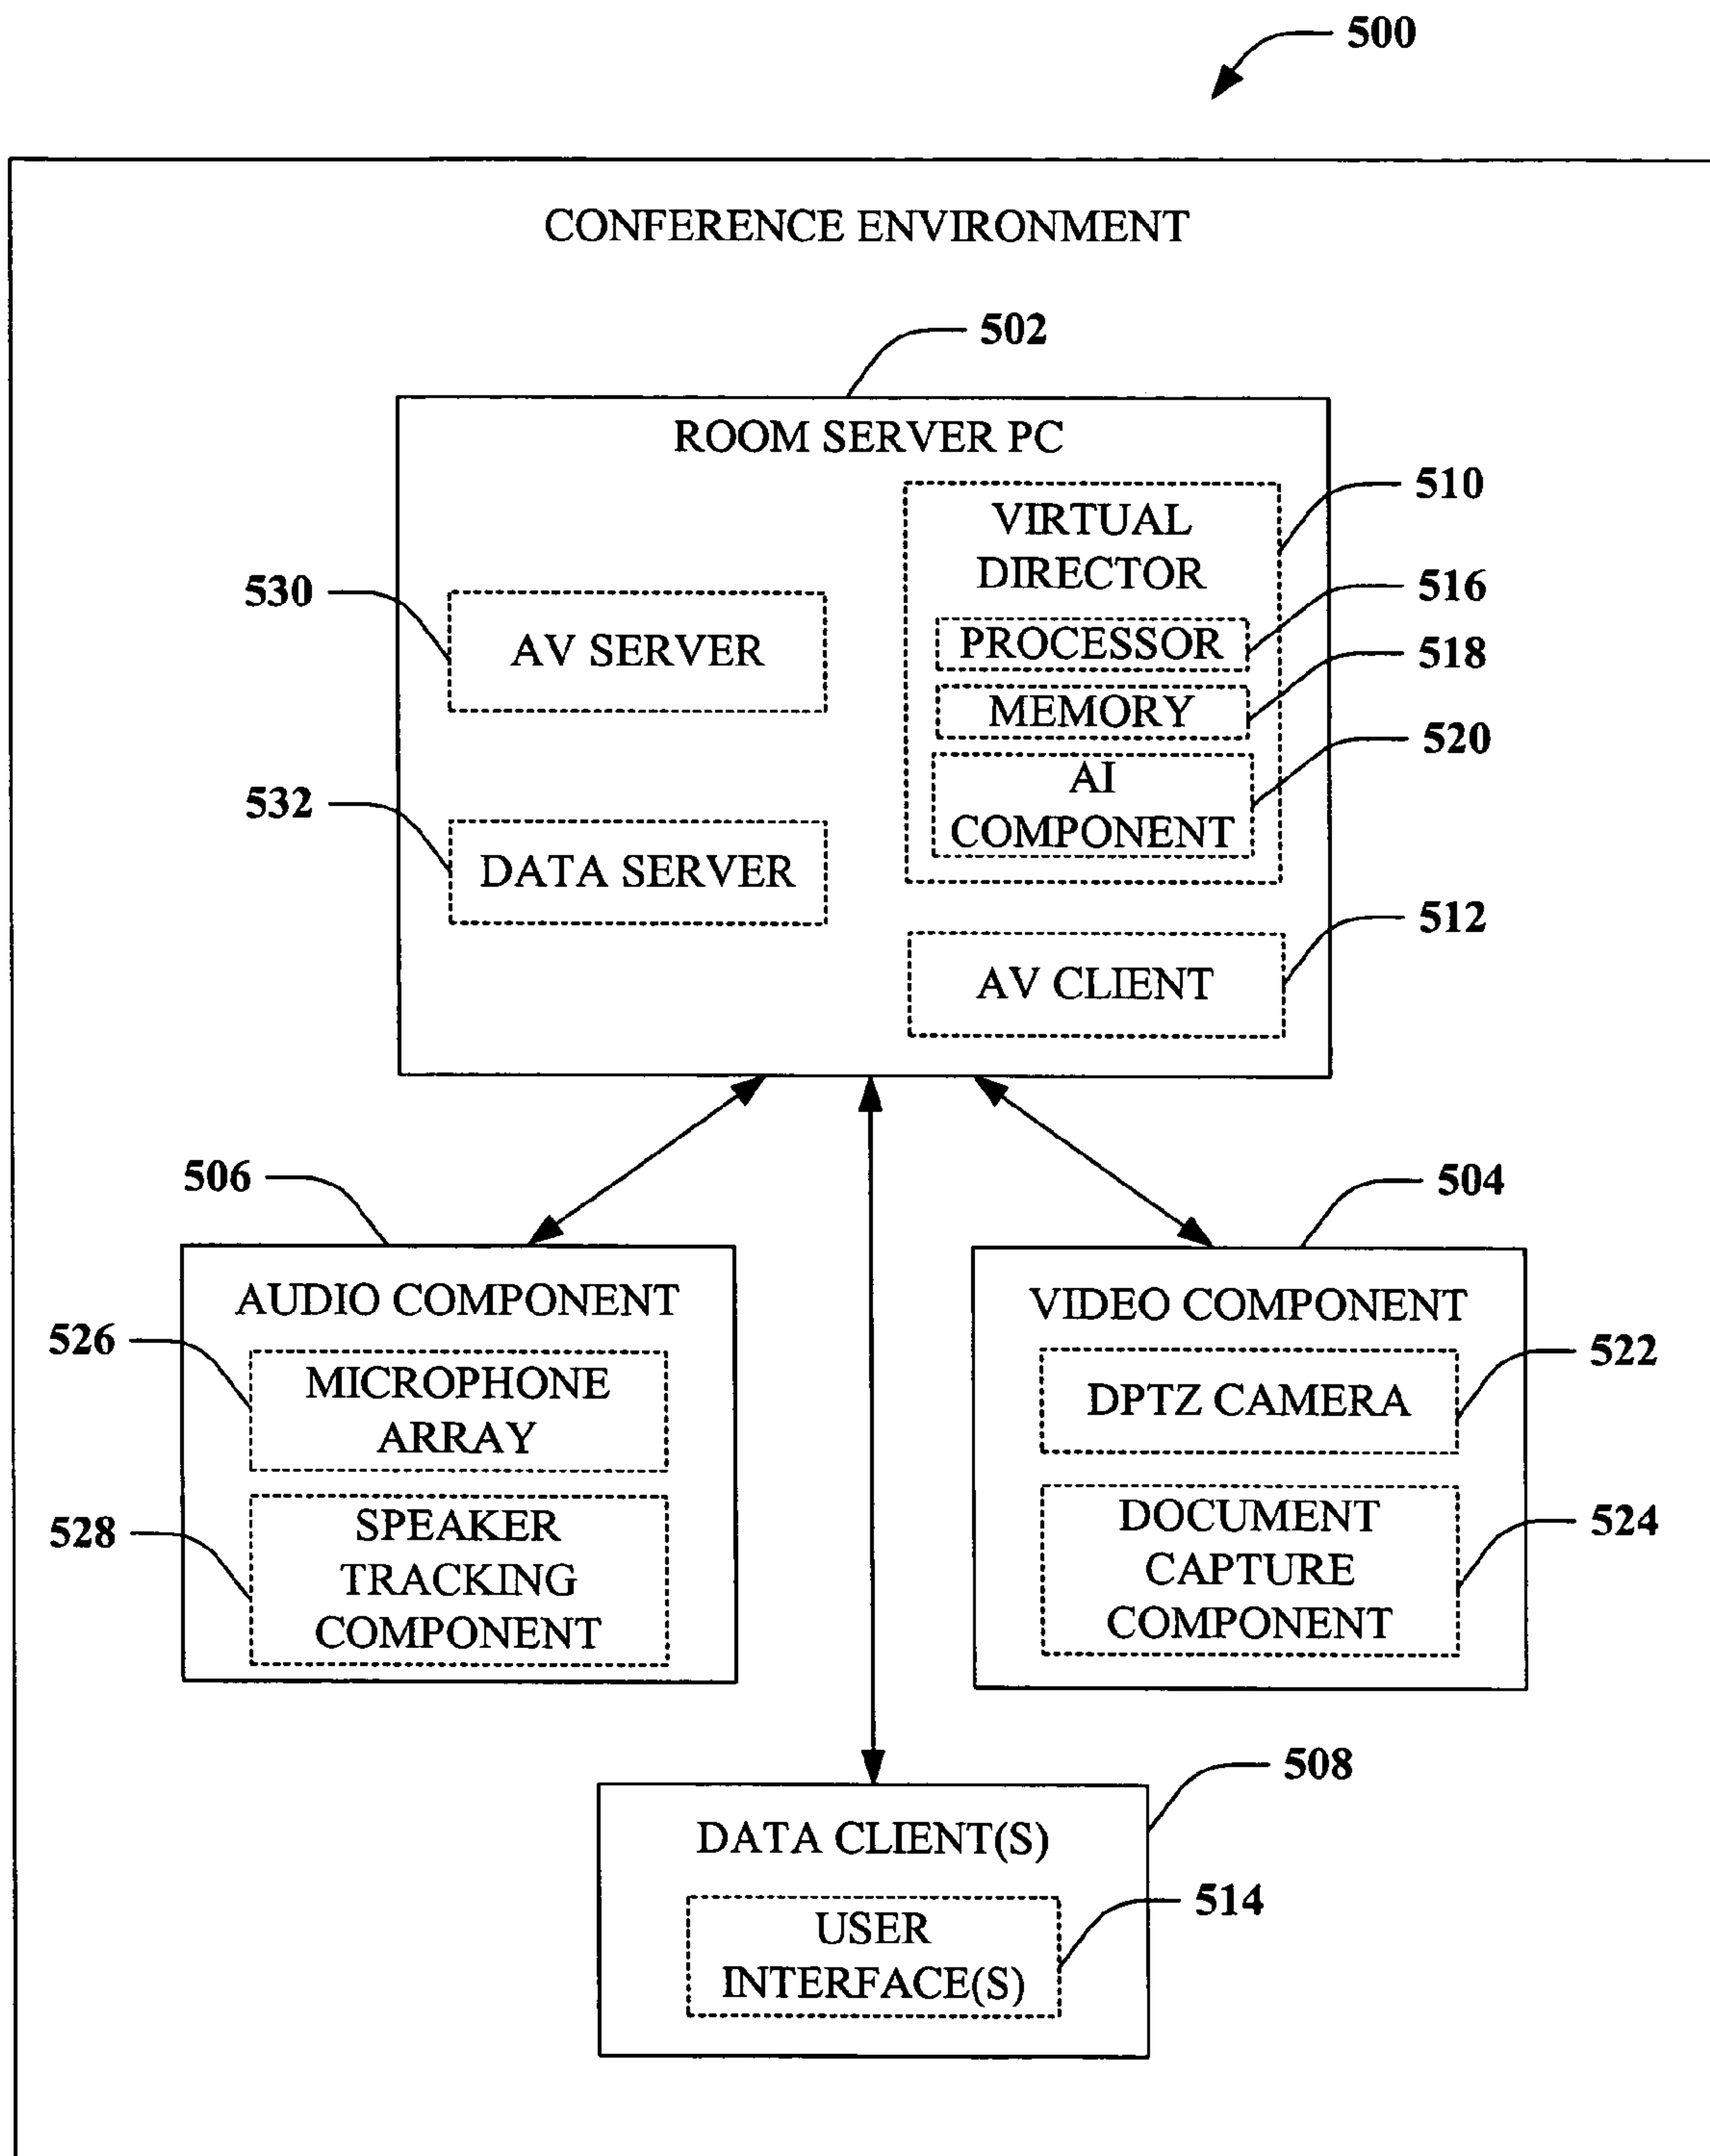 500
CONFERENCE ENVIRONMENT
502
ROOM SERVER PC
510
VIRTUAL
DIRECTOR
516
PROCESSOR
518
MEMORY
520
AI
COMPONENT
530
AV SERVER
532
DATA SERVER
512
AV CLIENT
506
AUDIO COMPONENT
526
MICROPHONE
ARRAY
528
SPEAKER
TRACKING
COMPONENT
504
VIDEO COMPONENT
522
DPTZ CAMERA
524
DOCUMENT
CAPTURE
COMPONENT
508
DATA CLIENT(S)
514
USER
INTERFACE(S)